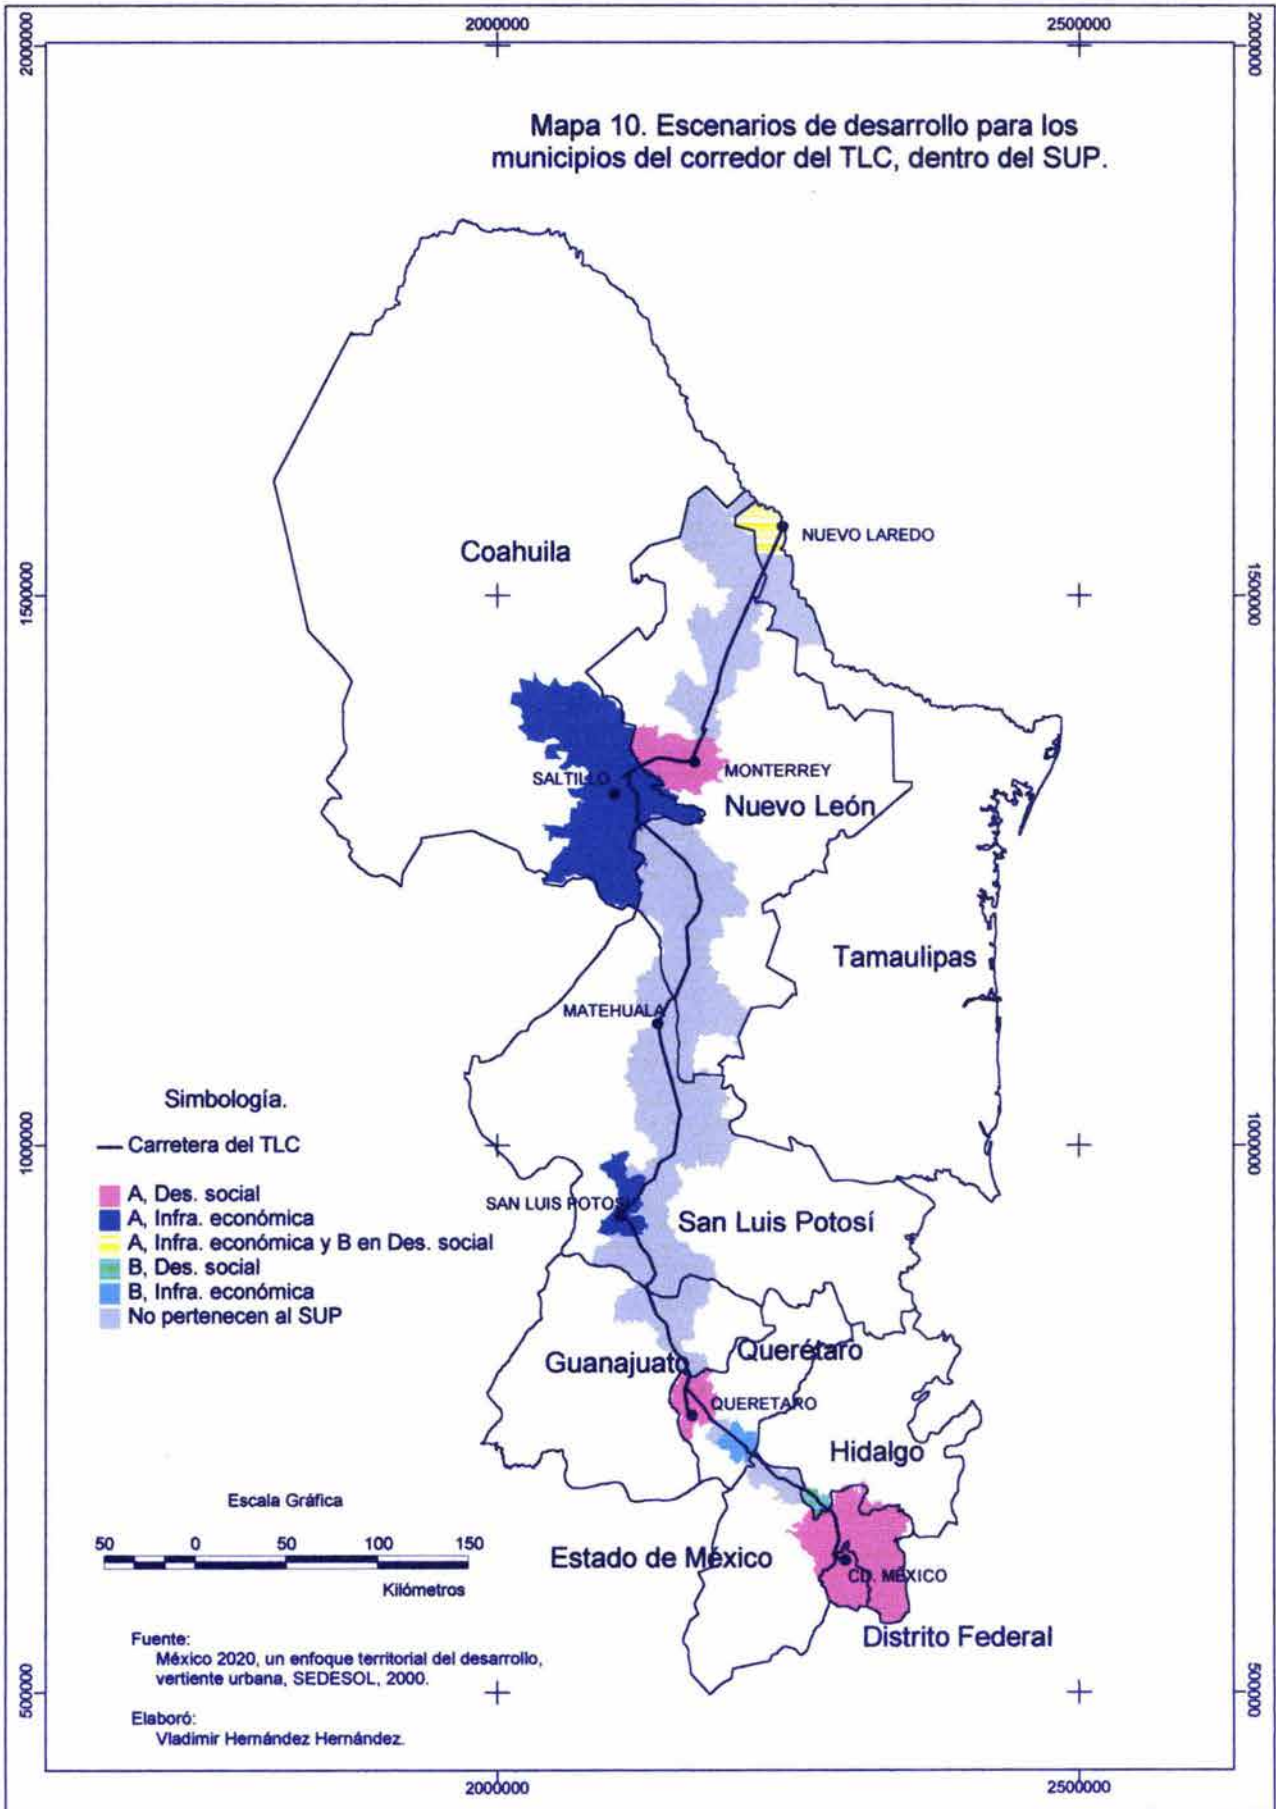 2000000
2500000
2000000
2000000
Mapa 10. Escenarios de desarrollo para los
municipios del corredor del TLC, dentro del SUP.
NUEVO LAREDO
Coahuila
1500000
1500000
SALTILLO
MONTERREY
Nuevo León
Tamaulipas
MATEHUALA
Simbología.
Carretera del TLC
1000000
1000000
A, Des. social
A, Infra. económica
A, Infra. económica y B en Des. social
B, Des. social
B, Infra. económica
No pertenecen al SUP
SAN LUIS POTOSI
San Luis Potosí
Guanajuato
Querétaro
QUERETARO
Hidalgo
Escala Gráfica
50 0 50 100 150
Kilómetros
Estado de México
CD. MÉXICO
Distrito Federal
Fuente:
México 2020, un enfoque territorial del desarrollo,
vertiente urbana, SEDESOL, 2000.
Elaboró:
Vladimir Hernández Hernández.
500000
500000
2000000
2500000